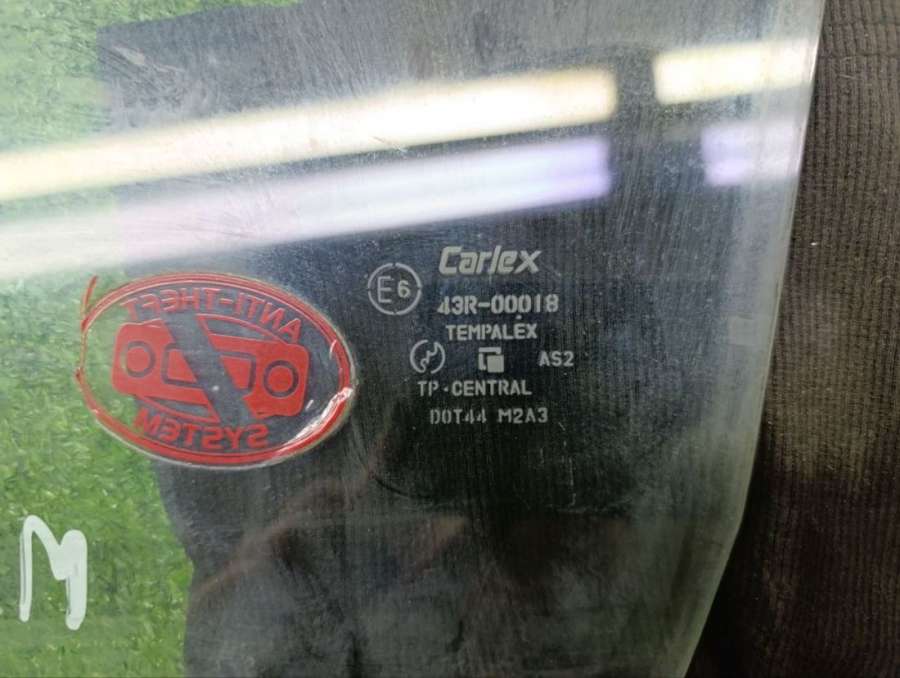 Carlex
E6
43R-00018
TEMPALEX
AS2
TP-CENTRAL
DOT44 M2A3
ANTI-THEFT
SYSTEM
M